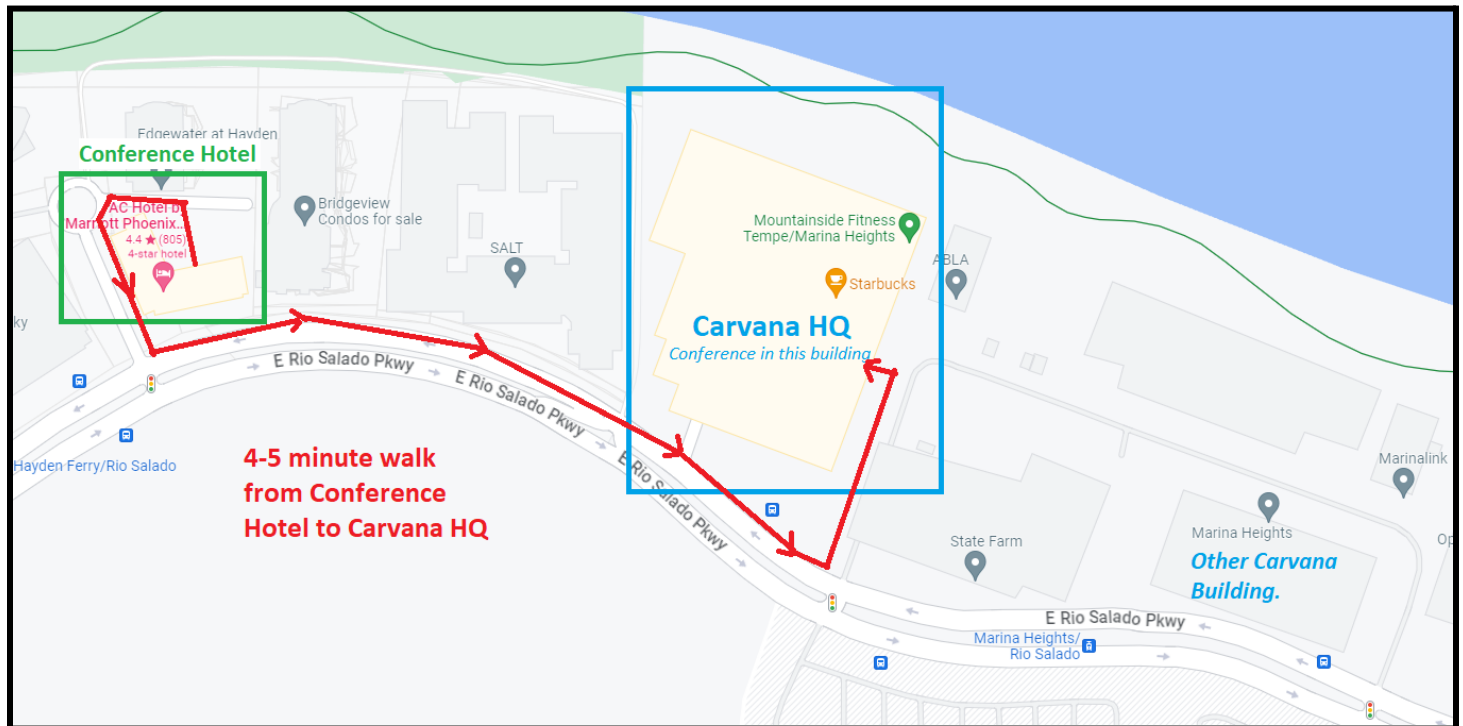 Edgewater at Hayden
Conference Hotel
AC Hotel by
Marriott Phoenix...
4.4 ★ (805)
4-star hotel
Bridgeview
Condos for sale
SALT
Mountainside Fitness
Tempe/Marina Heights
Starbucks
ABLA
Carvana HQ
Conference in this building
ky
E Rio Salado Pkwy
E Rio Salado Pkwy
E Rio Salado Pkwy
Hayden Ferry/Rio Salado
4-5 minute walk
from Conference
Hotel to Carvana HQ
Marinalink
State Farm
Marina Heights
Op
Other Carvana
Building.
E Rio Salado Pkwy
Marina Heights/
Rio Salado